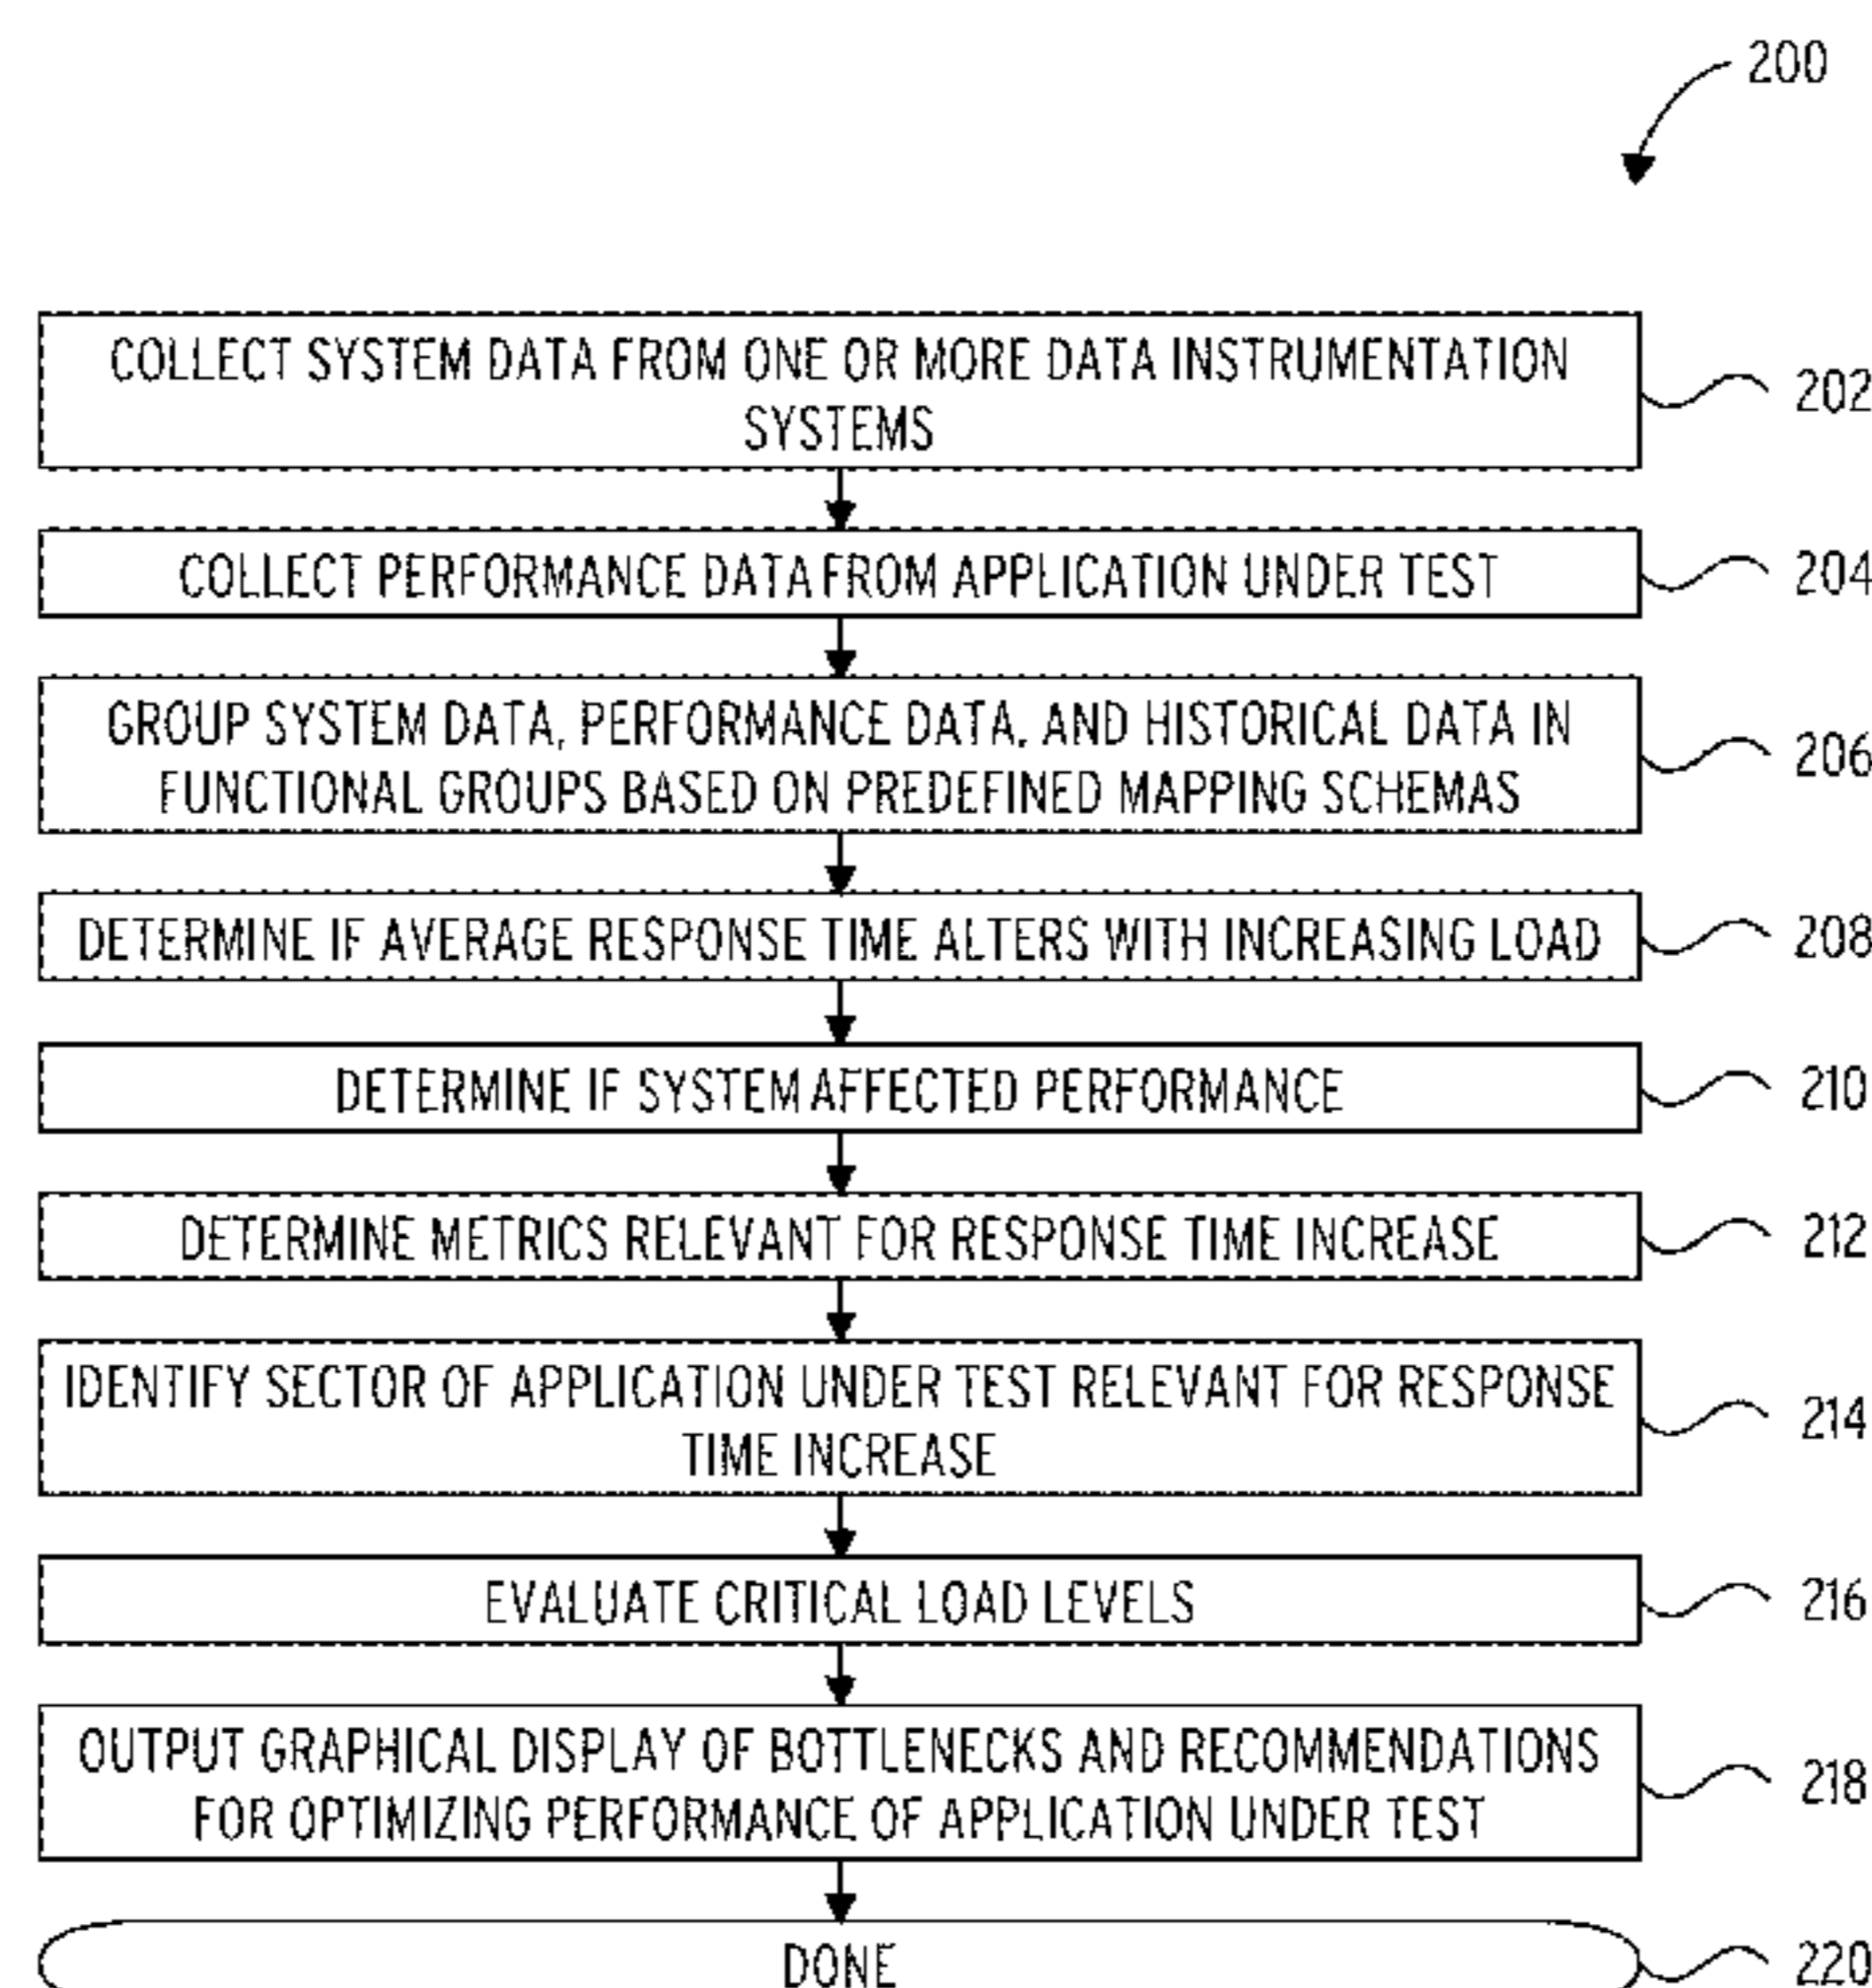 200
COLLECT SYSTEM DATA FROM ONE OR MORE DATA INSTRUMENTATION
SYSTEMS
202
COLLECT PERFORMANCE DATA FROM APPLICATION UNDER TEST
204
GROUP SYSTEM DATA, PERFORMANCE DATA, AND HISTORICAL DATA IN
FUNCTIONAL GROUPS BASED ON PREDEFINED MAPPING SCHEMAS
206
DETERMINE IF AVERAGE RESPONSE TIME ALTERS WITH INCREASING LOAD
208
DETERMINE IF SYSTEM AFFECTED PERFORMANCE
210
DETERMINE METRICS RELEVANT FOR RESPONSE TIME INCREASE
212
IDENTIFY SECTOR OF APPLICATION UNDER TEST RELEVANT FOR RESPONSE
TIME INCREASE
214
EVALUATE CRITICAL LOAD LEVELS
216
OUTPUT GRAPHICAL DISPLAY OF BOTTLENECKS AND RECOMMENDATIONS
FOR OPTIMIZING PERFORMANCE OF APPLICATION UNDER TEST
218
DONE
220